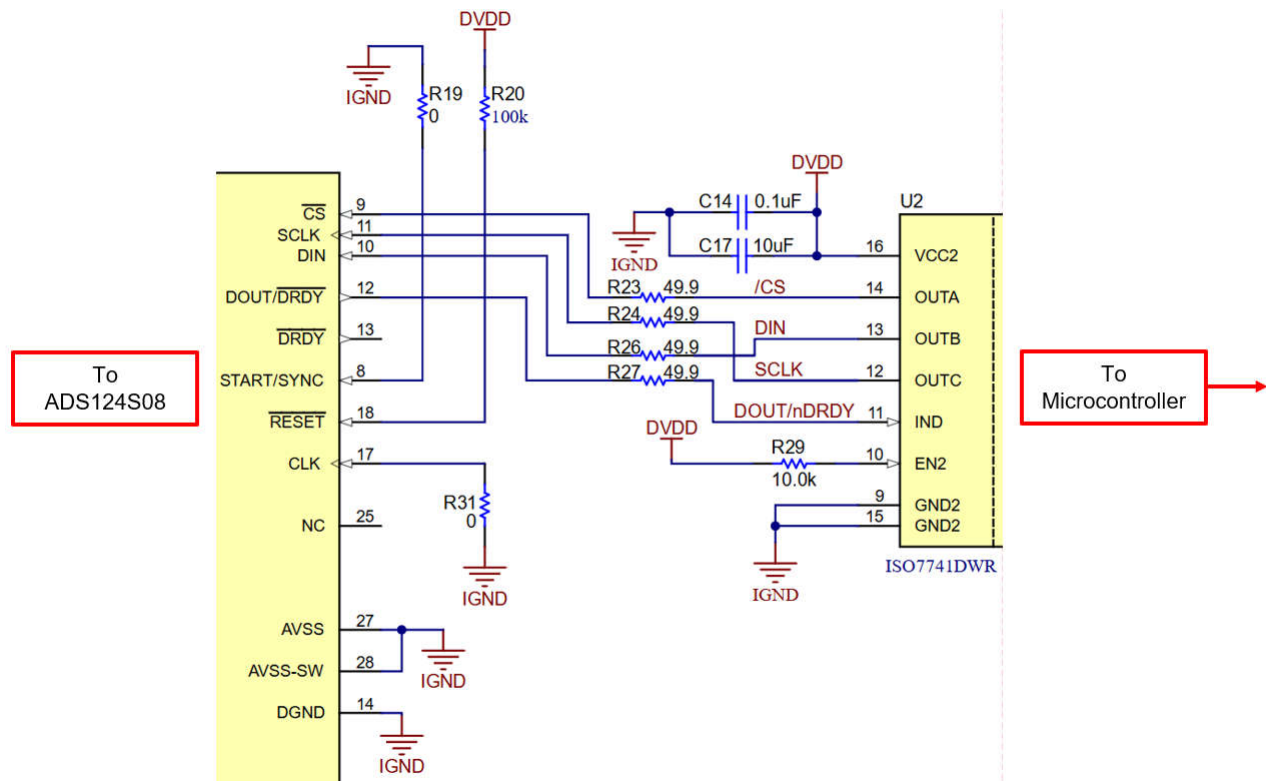 DVDD
IGND
R19
0
R20
100k
DVDD
U2
C14 0.1uF
C17 10uF
IGND
CS 9
SCLK 11
DIN 10
DOUT/DRDY 12
DRDY 13
START/SYNC 8
RESET 18
CLK 17
NC 25
AVSS 27
AVSS-SW 28
DGND 14
R23 49.9 /CS
R24 49.9
R26 49.9 DIN
R27 49.9 SCLK
DOUT/nDRDY
DVDD
R29
10.0k
R31
0
IGND
IGND
IGND
IGND
16 VCC2
14 OUTA
13 OUTB
12 OUTC
11 IND
10 EN2
9 GND2
15 GND2
ISO7741DWR
To
ADS124S08
To
Microcontroller